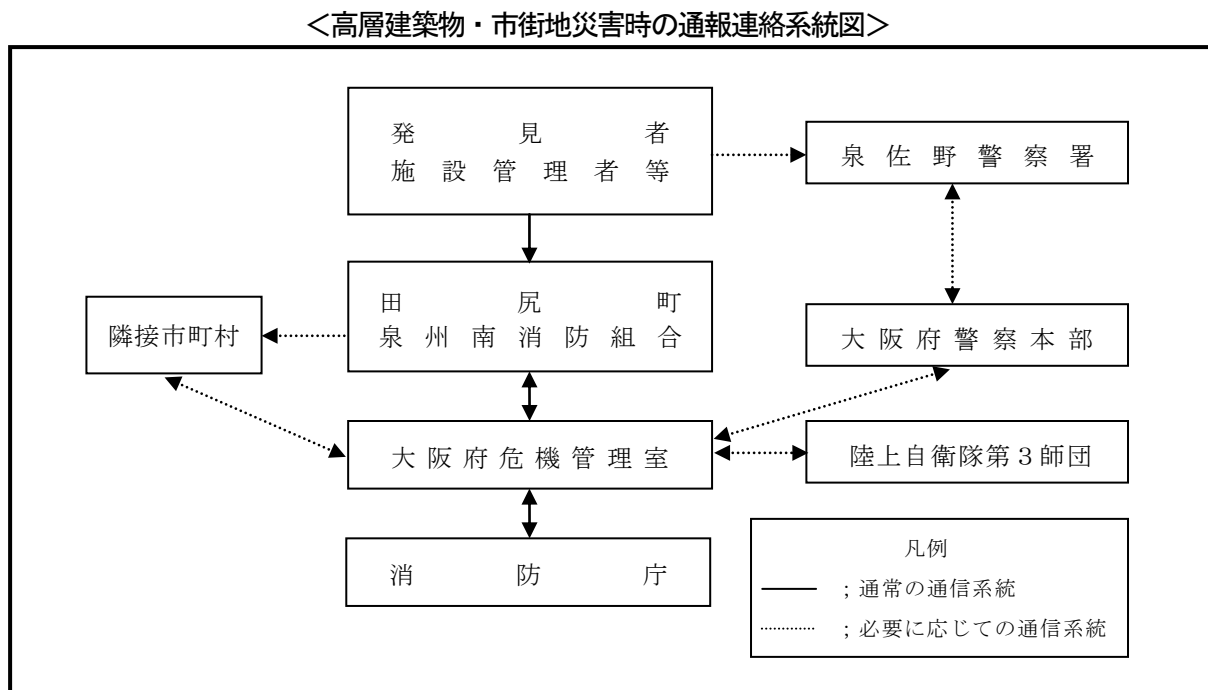 ＜高層建築物・市街地災害時の通報連絡系統図＞
発見者
施設管理者等
泉佐野警察署
田尻町
泉州南消防組合
隣接市町村
大阪府警察本部
大阪府危機管理室
陸上自衛隊第３師団
消防庁
凡例
；通常の通信系統
；必要に応じての通信系統